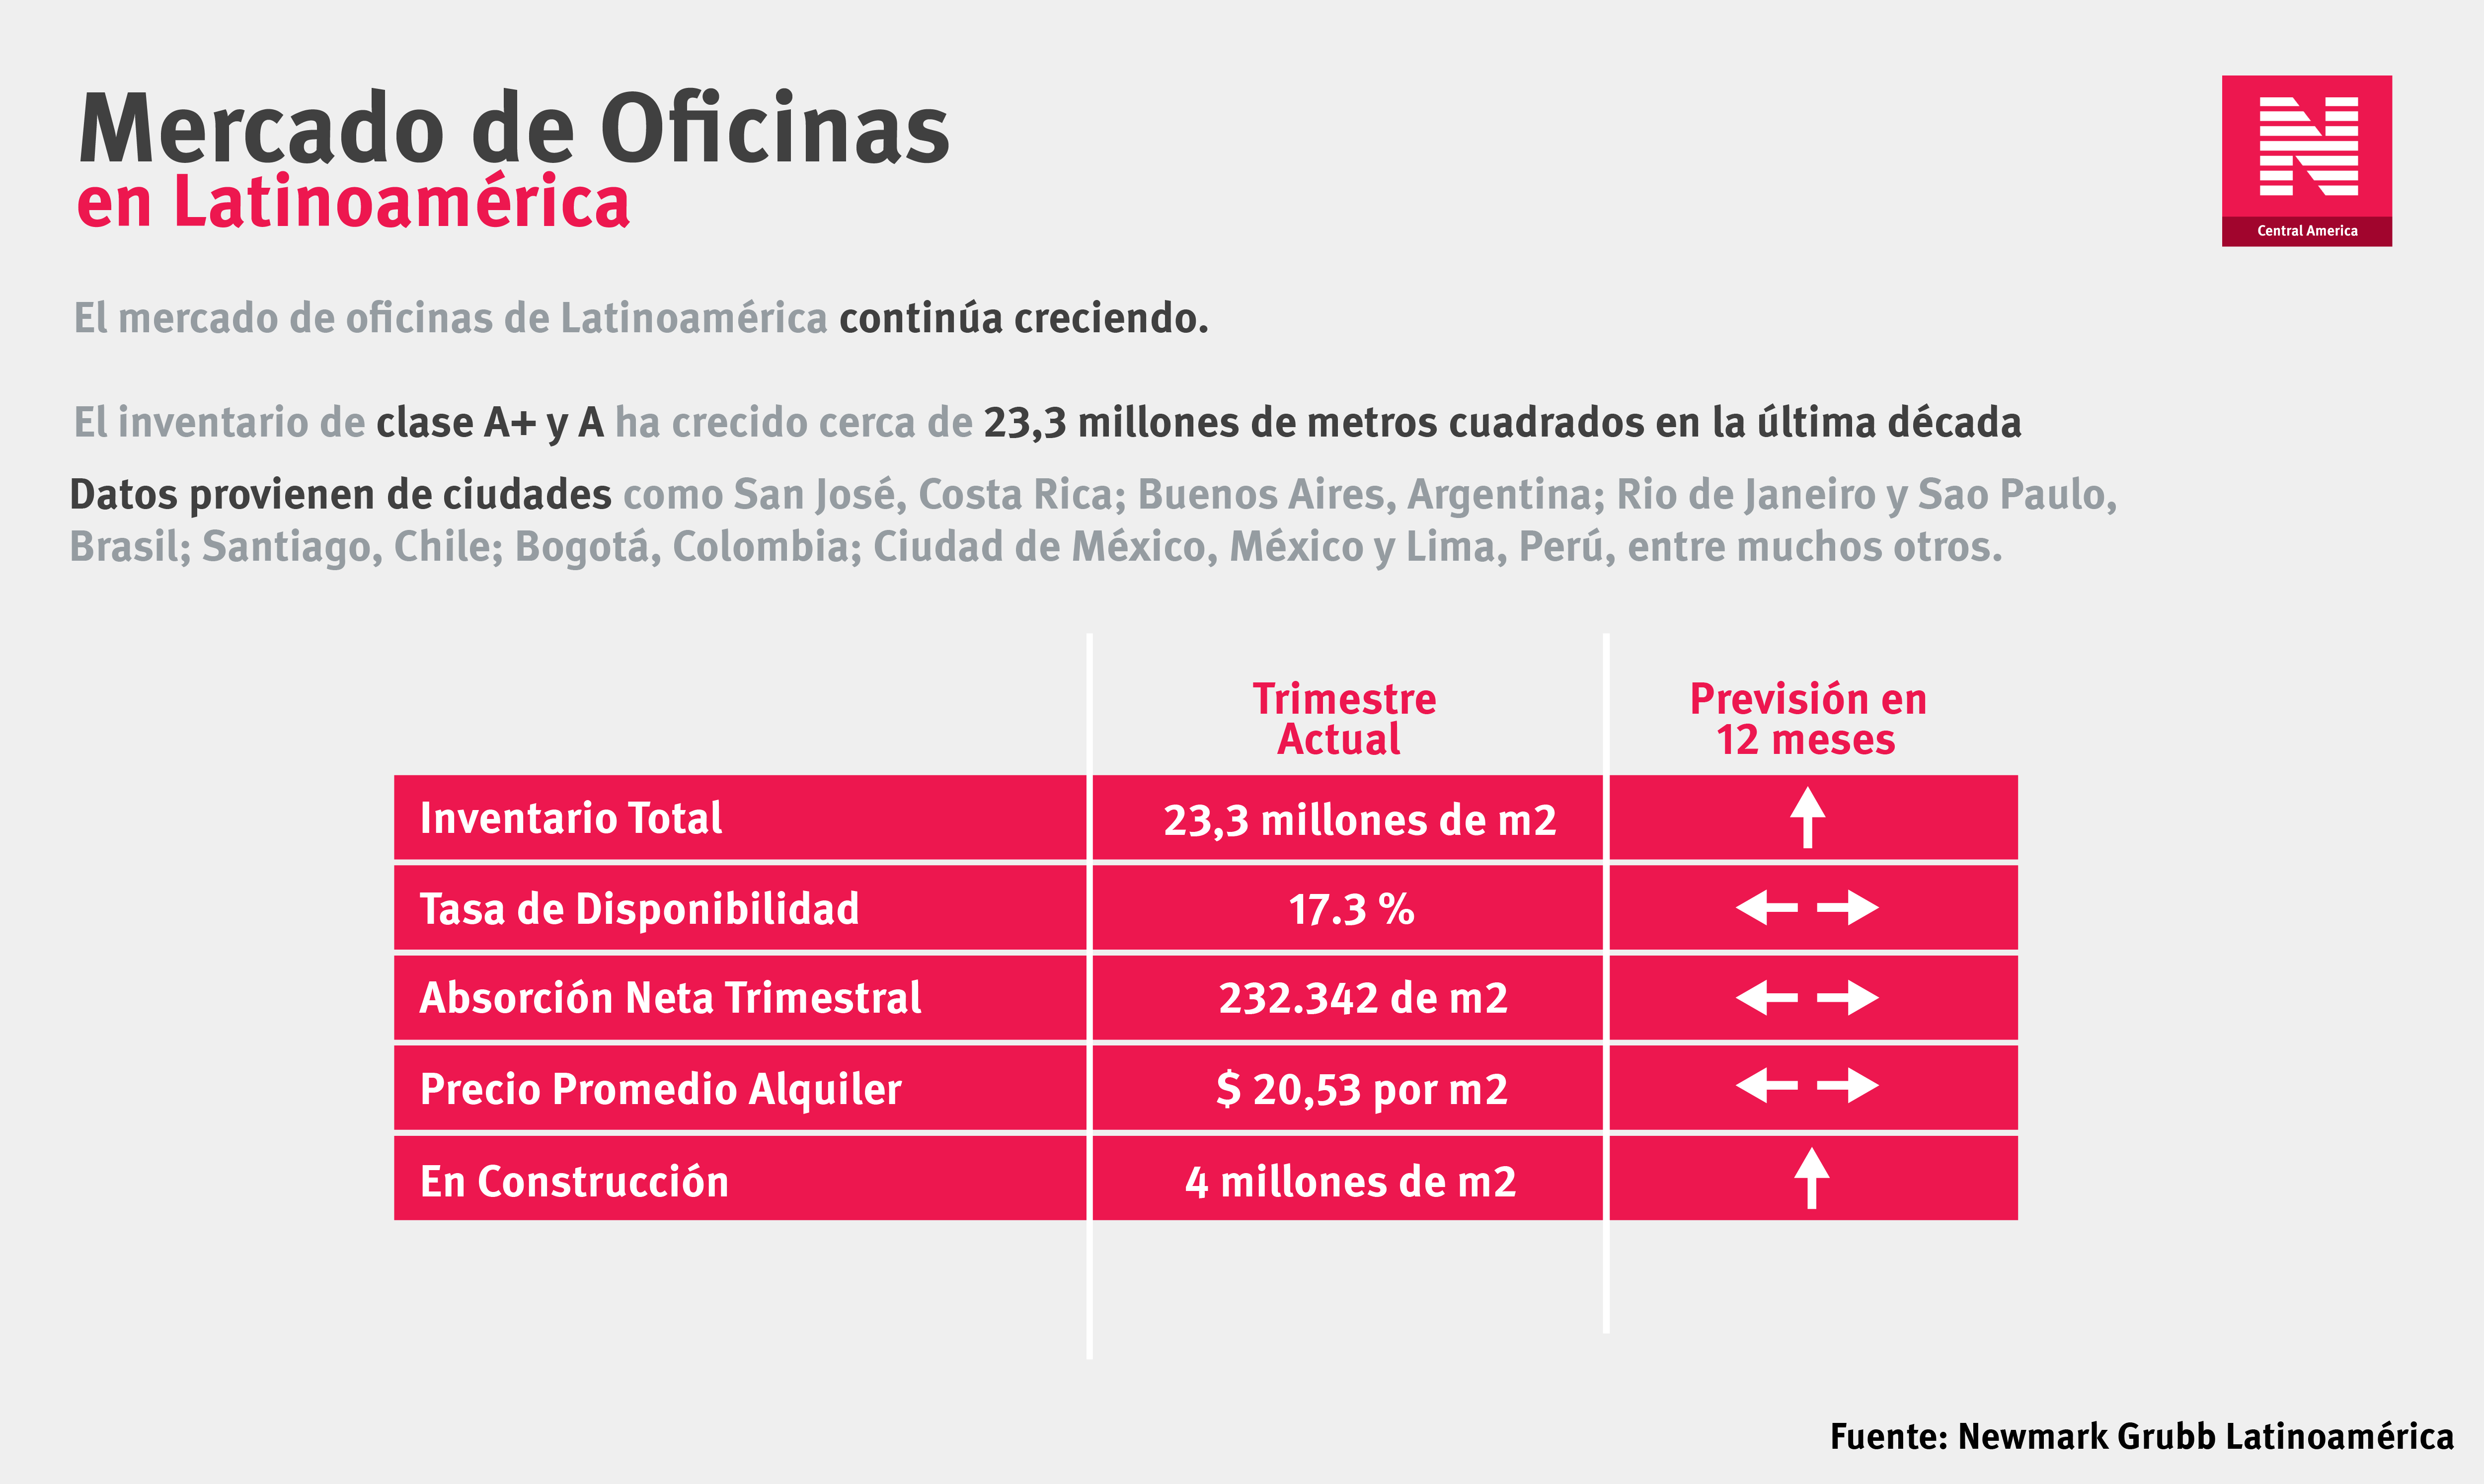 Mercado de Oficinas
en Latinoamérica
Central America
El mercado de oficinas de Latinoamérica continúa creciendo.
El inventario de clase A+ y A ha crecido cerca de 23,3 millones de metros cuadrados en la última década
Datos provienen de ciudades como San José, Costa Rica; Buenos Aires, Argentina; Rio de Janeiro y Sao Paulo,
Brasil; Santiago, Chile; Bogotá, Colombia; Ciudad de México, México y Lima, Perú, entre muchos otros.
Trimestre
Actual
Previsión en
12 meses
Inventario Total 23,3 millones de m2
Tasa de Disponibilidad 17.3 %
Absorción Neta Trimestral 232.342 de m2
Precio Promedio Alquiler $ 20,53 por m2
En Construcción 4 millones de m2
Fuente: Newmark Grubb Latinoamérica